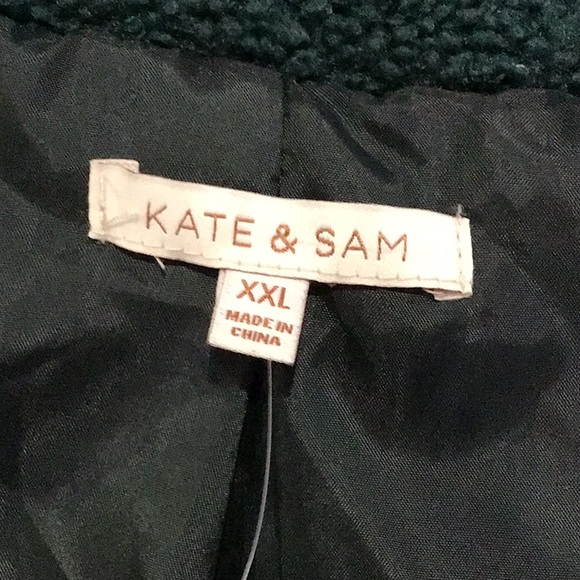 KATE & SAM
XXL
MADE IN
CHINA